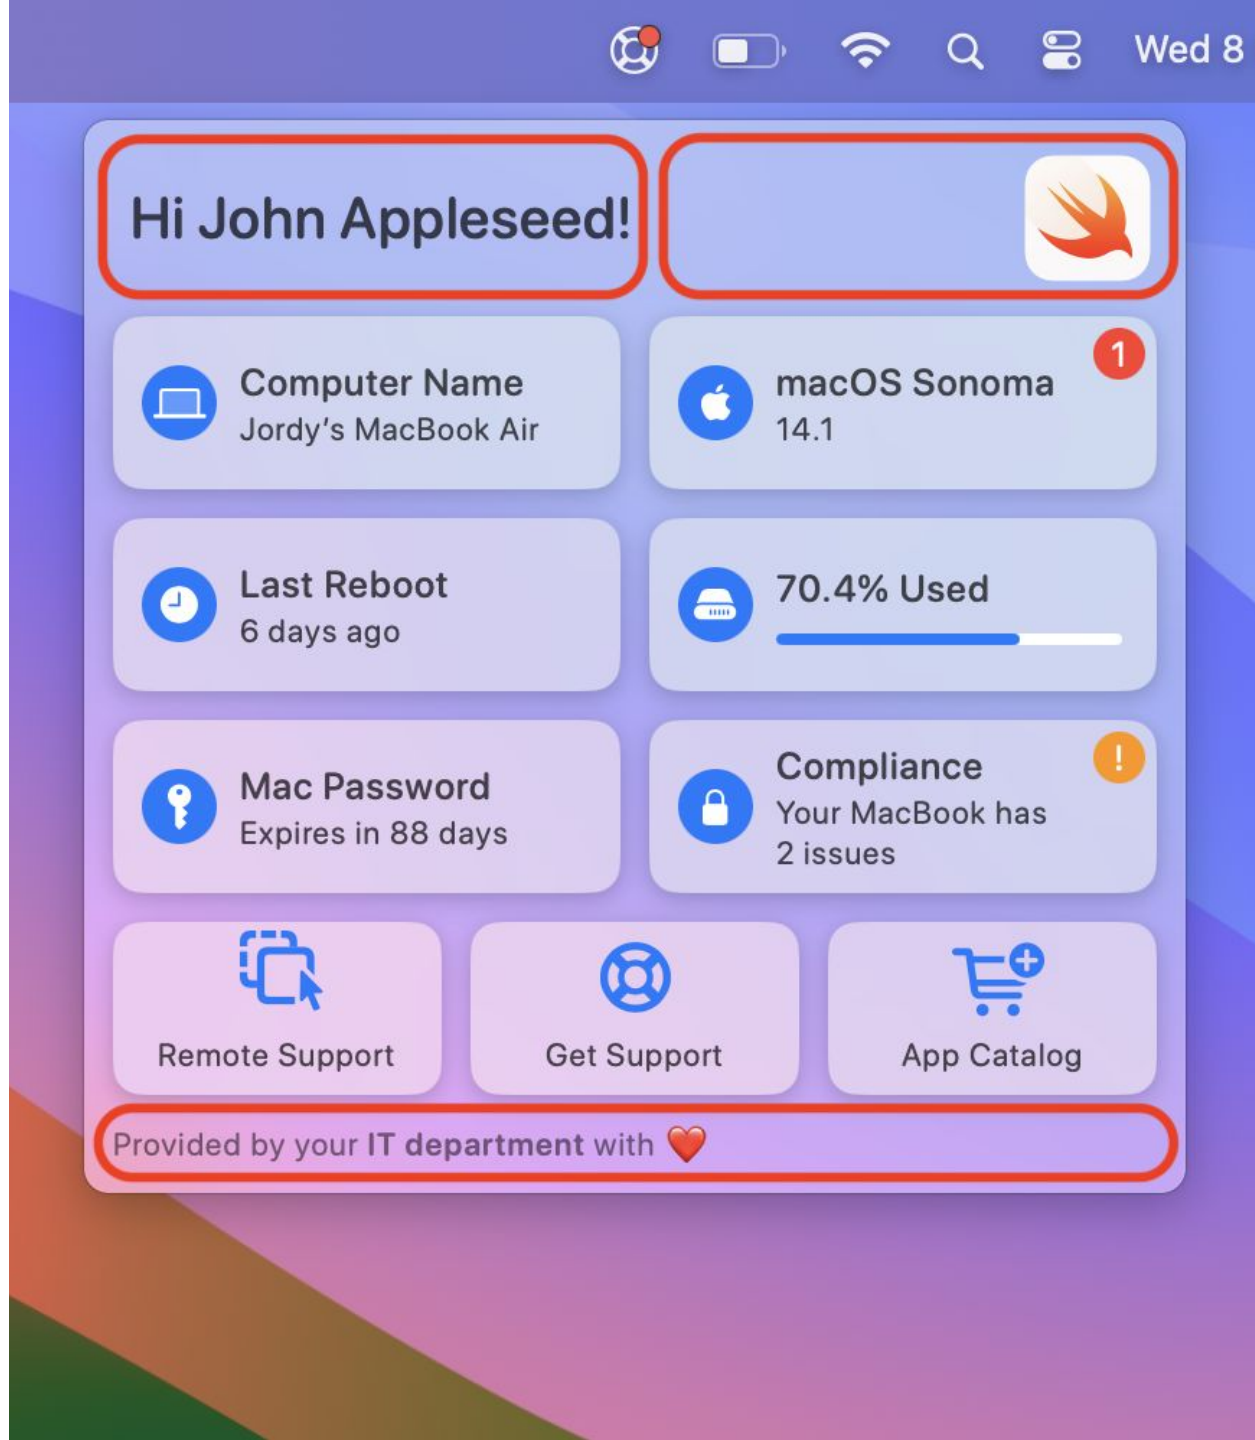 Wed 8
Hi John Appleseed!
Computer Name
Jordy's MacBook Air
macOS Sonoma
14.1
1
Last Reboot
6 days ago
70.4% Used
Mac Password
Expires in 88 days
Compliance
Your MacBook has
2 issues
!
Remote Support
Get Support
App Catalog
Provided by your IT department with ❤️